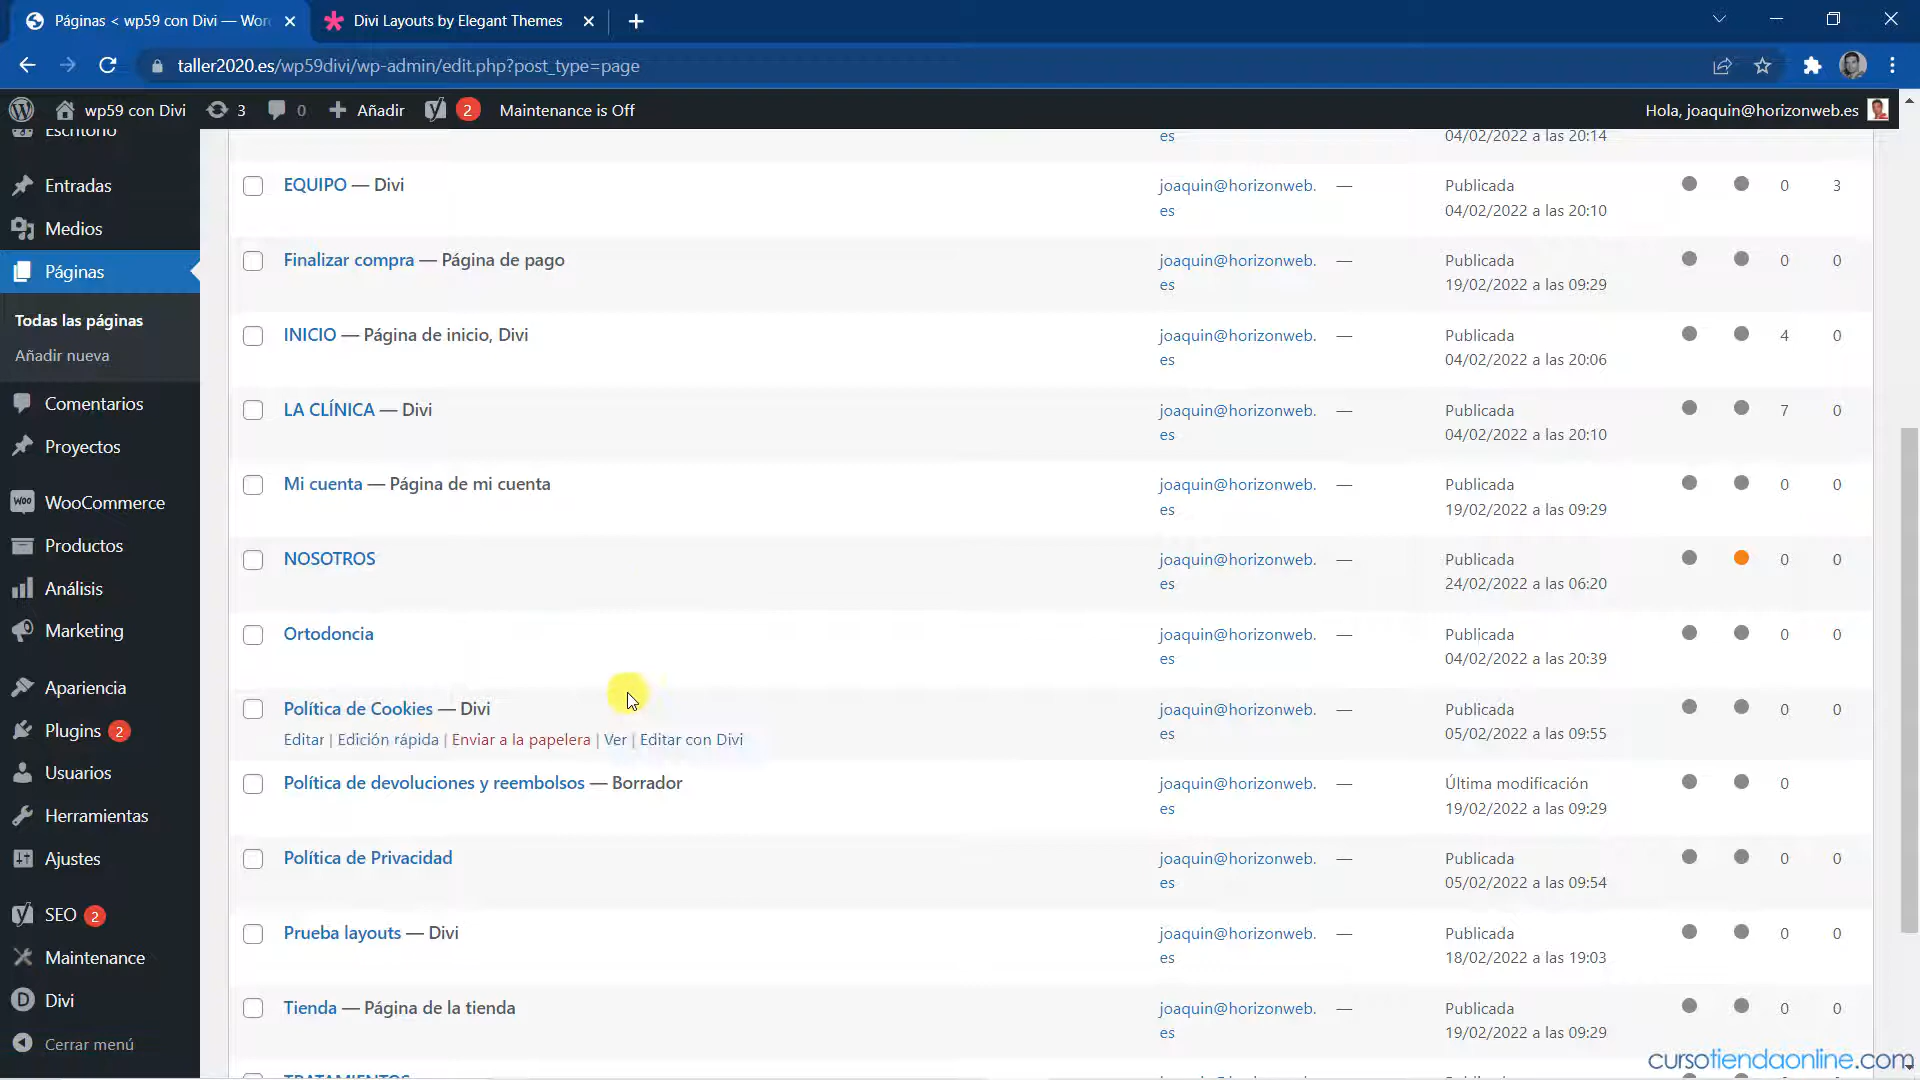 Páginas < wp59 con Divi — Wor
Divi Layouts by Elegant Themes
taller2020.es/wp59divi/wp-admin/edit.php?post_type=page
wp59 con Divi
3
0
Añadir
2
Maintenance is Off
Hola, joaquin@horizonweb.es
Escritorio
Entradas
Medios
Páginas
Todas las páginas
Añadir nueva
Comentarios
Proyectos
WooCommerce
Productos
Análisis
Marketing
Apariencia
Plugins 2
Usuarios
Herramientas
Ajustes
SEO 2
Maintenance
Divi
Cerrar menú
es
04/02/2022 a las 20:14
EQUIPO — Divi
joaquin@horizonweb.
es
—
Publicada
04/02/2022 a las 20:10
0 3
Finalizar compra — Página de pago
joaquin@horizonweb.
es
—
Publicada
19/02/2022 a las 09:29
0 0
INICIO — Página de inicio, Divi
joaquin@horizonweb.
es
—
Publicada
04/02/2022 a las 20:06
4 0
LA CLÍNICA — Divi
joaquin@horizonweb.
es
—
Publicada
04/02/2022 a las 20:10
7 0
Mi cuenta — Página de mi cuenta
joaquin@horizonweb.
es
—
Publicada
19/02/2022 a las 09:29
0 0
NOSOTROS
joaquin@horizonweb.
es
—
Publicada
24/02/2022 a las 06:20
0 0
Ortodoncia
joaquin@horizonweb.
es
—
Publicada
04/02/2022 a las 20:39
0 0
Política de Cookies — Divi
Editar | Edición rápida | Enviar a la papelera | Ver | Editar con Divi
joaquin@horizonweb.
es
—
Publicada
05/02/2022 a las 09:55
0 0
Política de devoluciones y reembolsos — Borrador
joaquin@horizonweb.
es
—
Última modificación
19/02/2022 a las 09:29
0
Política de Privacidad
joaquin@horizonweb.
es
—
Publicada
05/02/2022 a las 09:54
0 0
Prueba layouts — Divi
joaquin@horizonweb.
es
—
Publicada
18/02/2022 a las 19:03
0 0
Tienda — Página de la tienda
joaquin@horizonweb.
es
—
Publicada
19/02/2022 a las 09:29
0 0
TRATAMIENTOS
cursotiendaonline.com